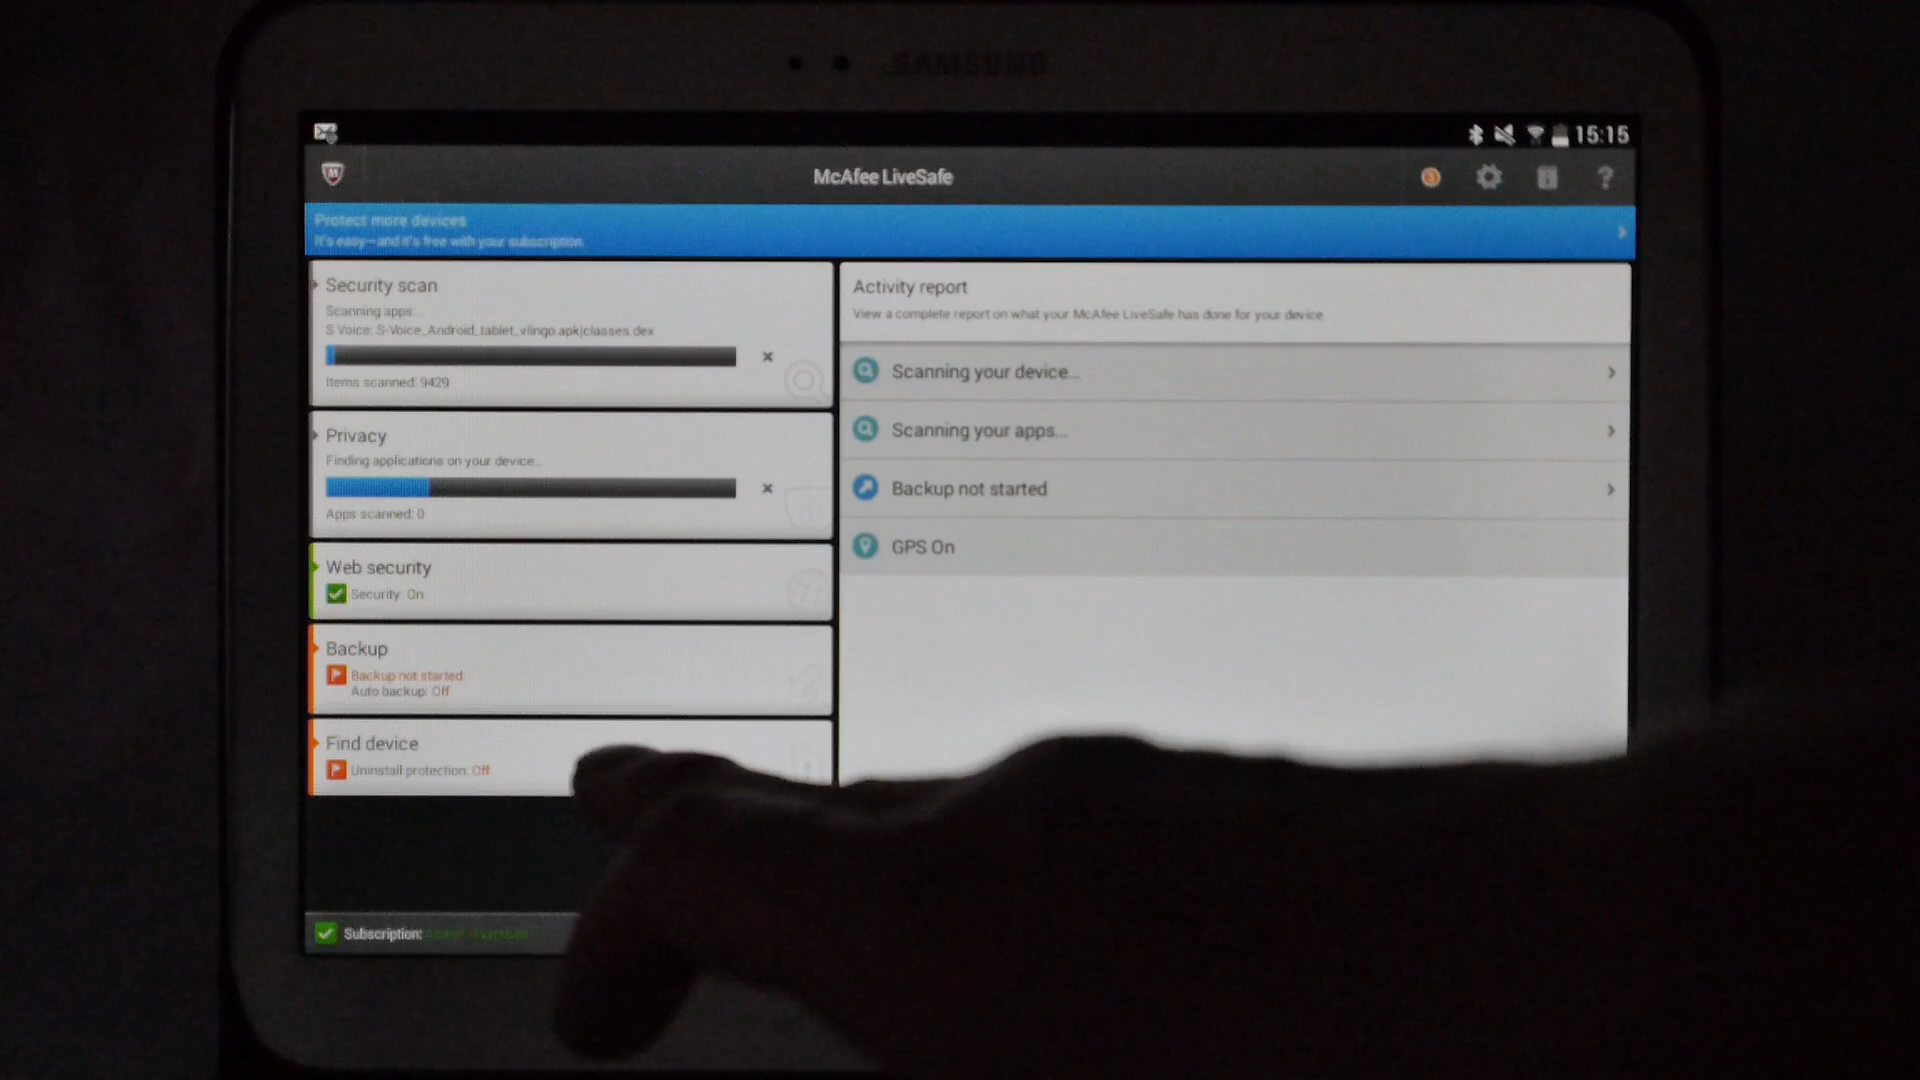 SAMSUNG
15:15
McAfee LiveSafe
Protect more devices
It's easy—and it's free with your subscription.
Security scan
Scanning apps...
S Voice: S-Voice_Android_tablet_vlingo.apk|classes.dex
Items scanned: 9429
Privacy
Finding applications on your device...
Apps scanned: 0
Web security
Security: On
Backup
Backup not started
Auto backup: Off
Find device
Uninstall protection: Off
Subscription:
Activity report
View a complete report on what your McAfee LiveSafe has done for your device.
Scanning your device...
Scanning your apps...
Backup not started
GPS On